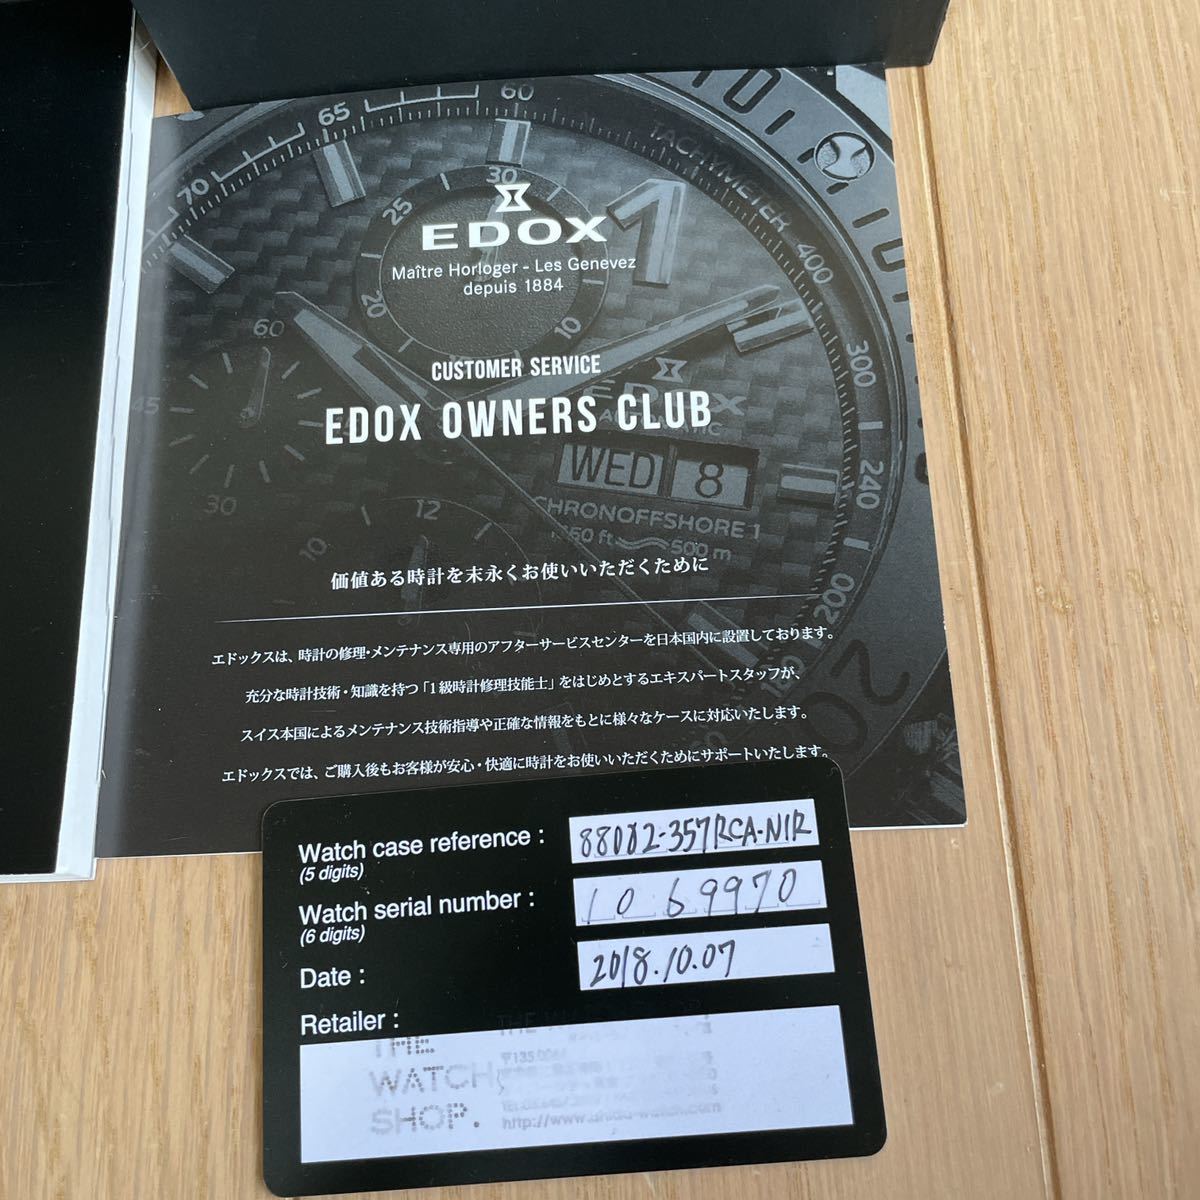 60
65
70
TACHYMETER
400
300
240
200
30
25
20
10
EDOX
Maître Horloger - Les Genevez
depuis 1884
60
45
30
CUSTOMER SERVICE
EDOX OWNERS CLUB
EDOX
WED 8
CHRONOFFSHORE 1
500 m
12
10
20
価値ある時計を末永くお使いいただくために
エドックスは、時計の修理・メンテナンス専用のアフターサービスセンターを日本国内に設置しております。
充分な時計技術・知識を持つ「1級時計修理技能士」をはじめとするエキスパートスタッフが、
スイス本国によるメンテナンス技術指導や正確な情報をもとに様々なケースに対応いたします。
エドックスでは、ご購入後もお客様が安心・快適に時計をお使いいただくためにサポートいたします。
Watch case reference : 88082-357RCA-NIR
(5 digits)
Watch serial number : 1069970
(6 digits)
Date : 2018.10.07
Retailer :
THE
WATCH
SHOP.
〒135